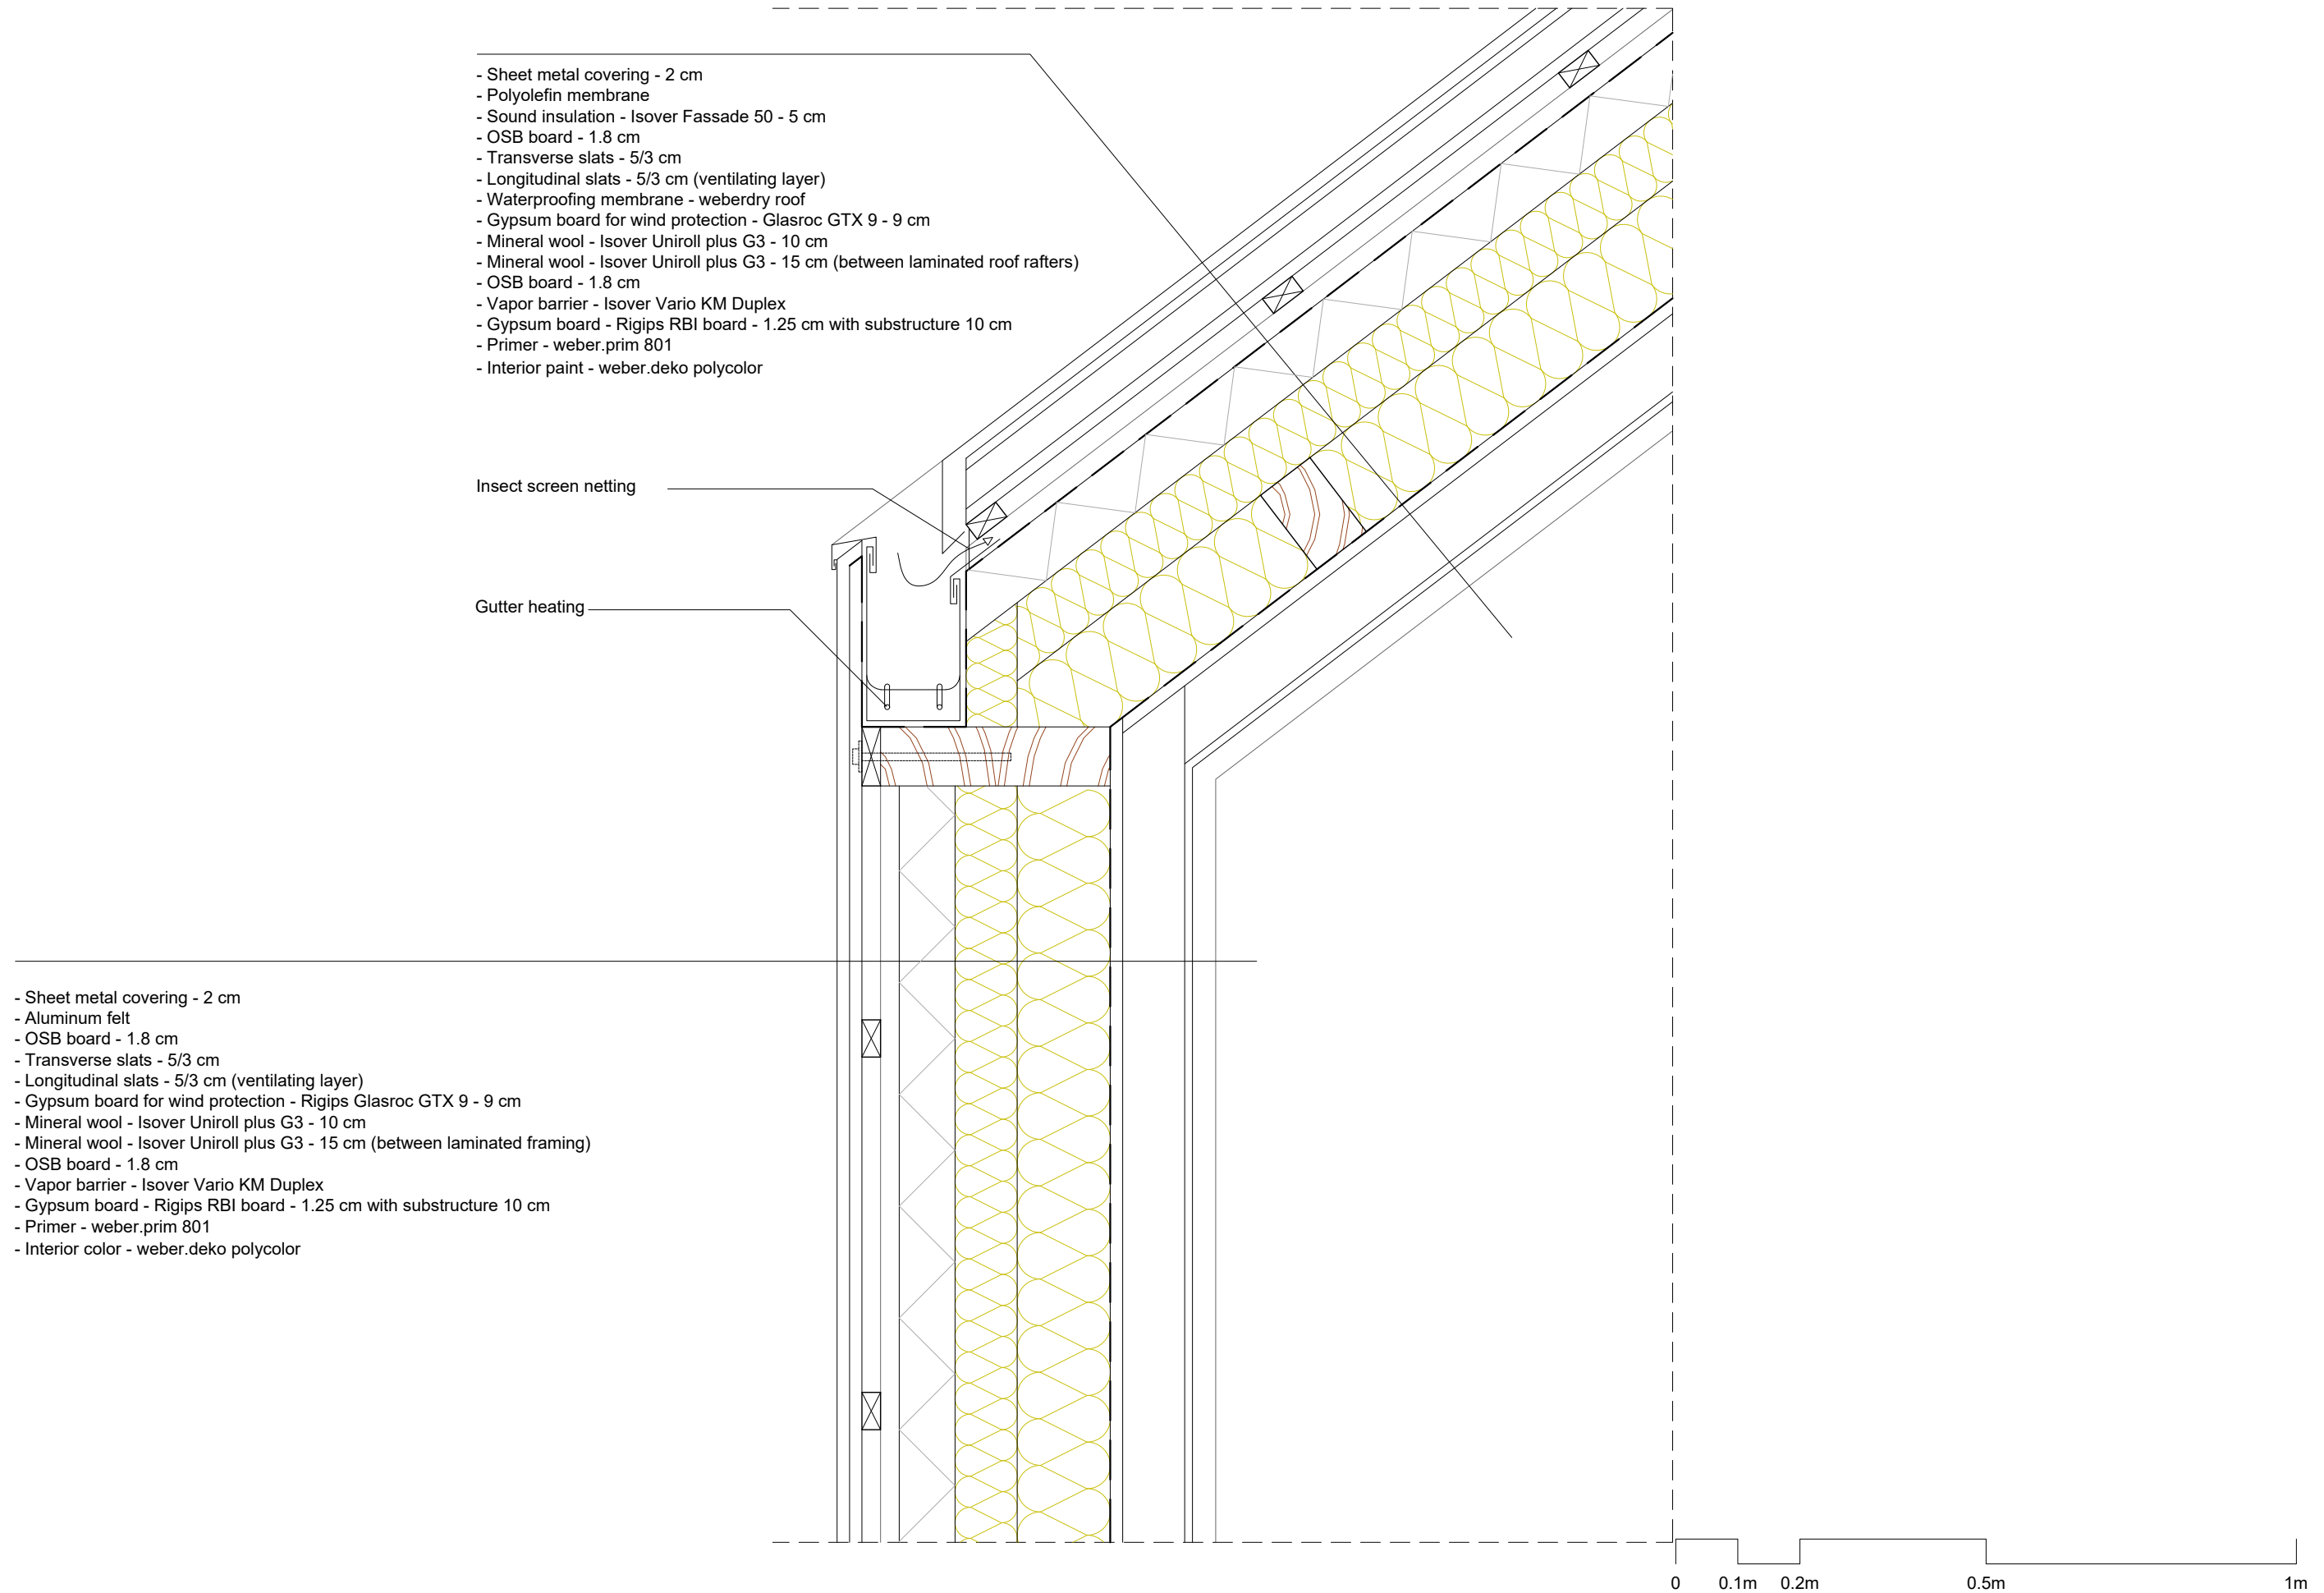 - Sheet metal covering - 2 cm
- Polyolefin membrane
- Sound insulation - Isover Fassade 50 - 5 cm
- OSB board - 1.8 cm
- Transverse slats - 5/3 cm
- Longitudinal slats - 5/3 cm (ventilating layer)
- Waterproofing membrane - weberdry roof
- Gypsum board for wind protection - Glasroc GTX 9 - 9 cm
- Mineral wool - Isover Uniroll plus G3 - 10 cm
- Mineral wool - Isover Uniroll plus G3 - 15 cm (between laminated roof rafters)
- OSB board - 1.8 cm
- Vapor barrier - Isover Vario KM Duplex
- Gypsum board - Rigips RBI board - 1.25 cm with substructure 10 cm
- Primer - weber.prim 801
- Interior paint - weber.deko polycolor
Insect screen netting
Gutter heating
- Sheet metal covering - 2 cm
- Aluminum felt
- OSB board - 1.8 cm
- Transverse slats - 5/3 cm
- Longitudinal slats - 5/3 cm (ventilating layer)
- Gypsum board for wind protection - Rigips Glasroc GTX 9 - 9 cm
- Mineral wool - Isover Uniroll plus G3 - 10 cm
- Mineral wool - Isover Uniroll plus G3 - 15 cm (between laminated framing)
- OSB board - 1.8 cm
- Vapor barrier - Isover Vario KM Duplex
- Gypsum board - Rigips RBI board - 1.25 cm with substructure 10 cm
- Primer - weber.prim 801
- Interior color - weber.deko polycolor
0 0.1m 0.2m 0.5m 1m